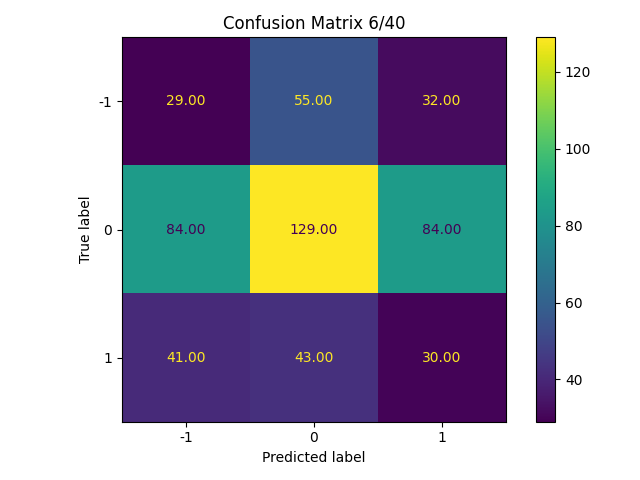 Confusion Matrix 6/40
-1 29.00 55.00 32.00
True label
0 84.00 129.00 84.00
1 41.00 43.00 30.00
-1 0 1
Predicted label
120
100
80
60
40